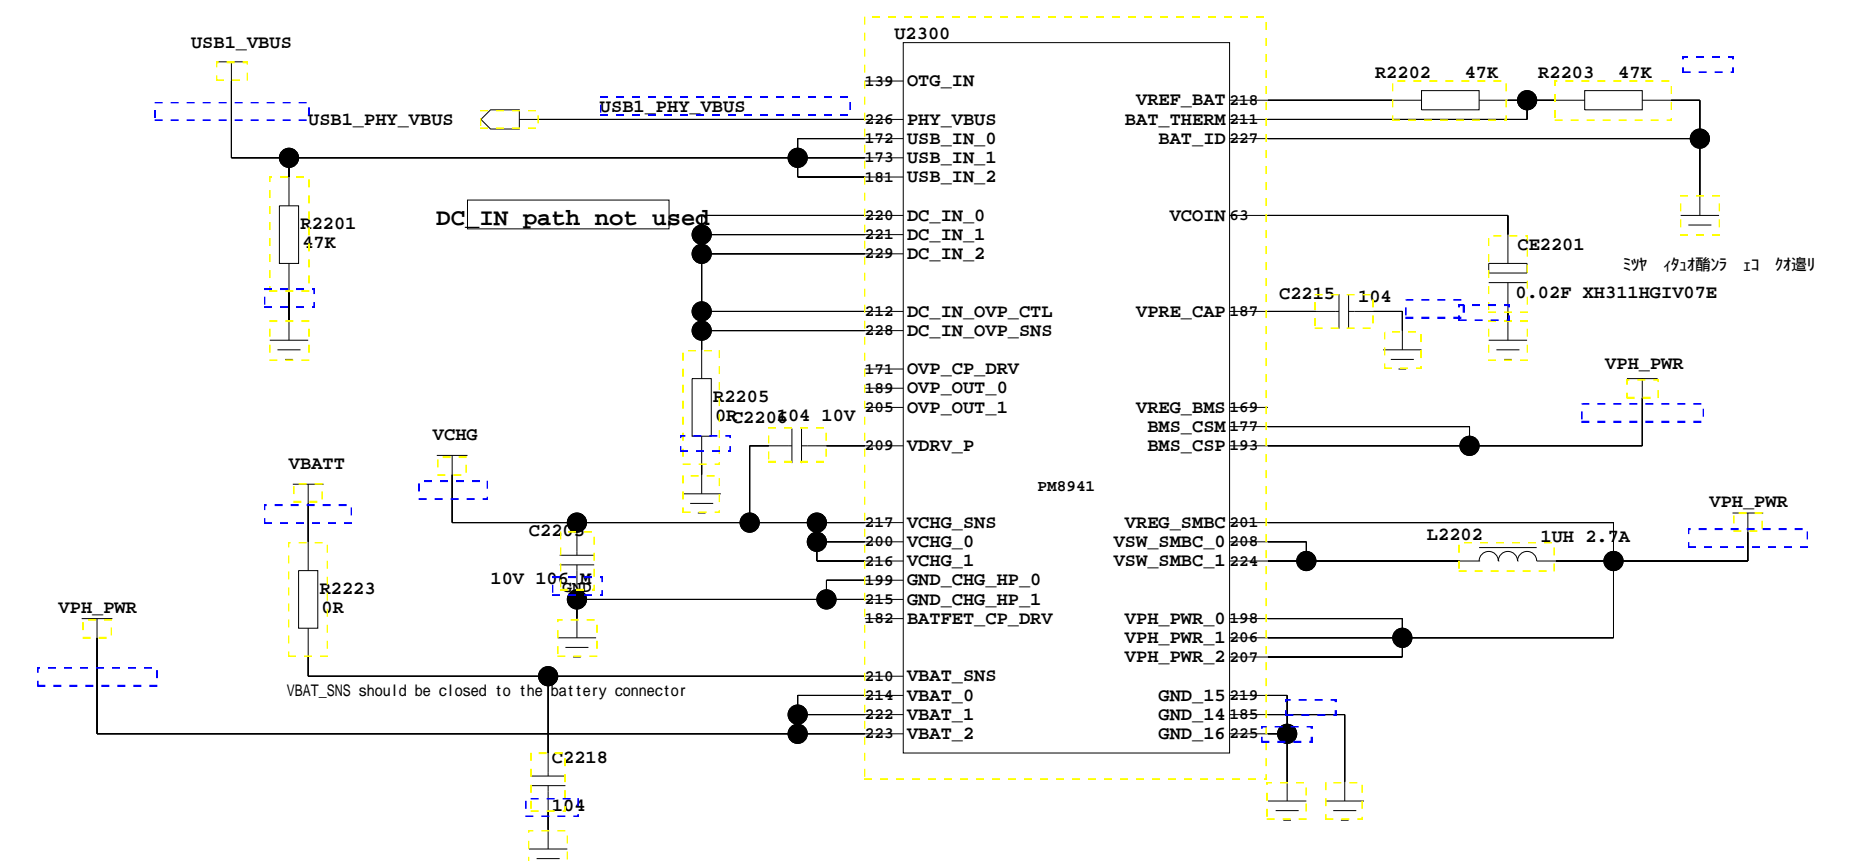 U2300
USB1_VBUS
139 OTG_IN
R2202 47K R2203 47K
USB1_PHY_VBUS
VREF_BAT 218
USB1_PHY_VBUS
226 PHY_VBUS
BAT_THERM 211
172 USB_IN_0
BAT_ID 227
173 USB_IN_1
181 USB_IN_2
DC_IN path not used
220 DC_IN_0
VCOIN 63
R2201
47K
221 DC_IN_1
229 DC_IN_2
CE2201
0.02F XH311HGIV07E
C2215 104
212 DC_IN_OVP_CTL
VPRE_CAP 187
228 DC_IN_OVP_SNS
171 OVP_CP_DRV
VPH_PWR
189 OVP_OUT_0
R2205
0R
C2206 104 10V
205 OVP_OUT_1
VREG_BMS 169
BMS_CSM 177
VCHG
209 VDRV_P
BMS_CSP 193
VBATT
PM8941
VPH_PWR
217 VCHG_SNS
VREG_SMBC 201
200 VCHG_0
VSW_SMBC_0 208
L2202 1UH 2.7A
216 VCHG_1
VSW_SMBC_1 224
10V 106 M
GND
199 GND_CHG_HP_0
R2223
0R
215 GND_CHG_HP_1
VPH_PWR
182 BATFET_CP_DRV
VPH_PWR_0 198
VPH_PWR_1 206
VPH_PWR_2 207
210 VBAT_SNS
VBAT_SNS should be closed to the battery connector
214 VBAT_0
GND_15 219
222 VBAT_1
GND_14 185
223 VBAT_2
GND_16 225
C2218
104